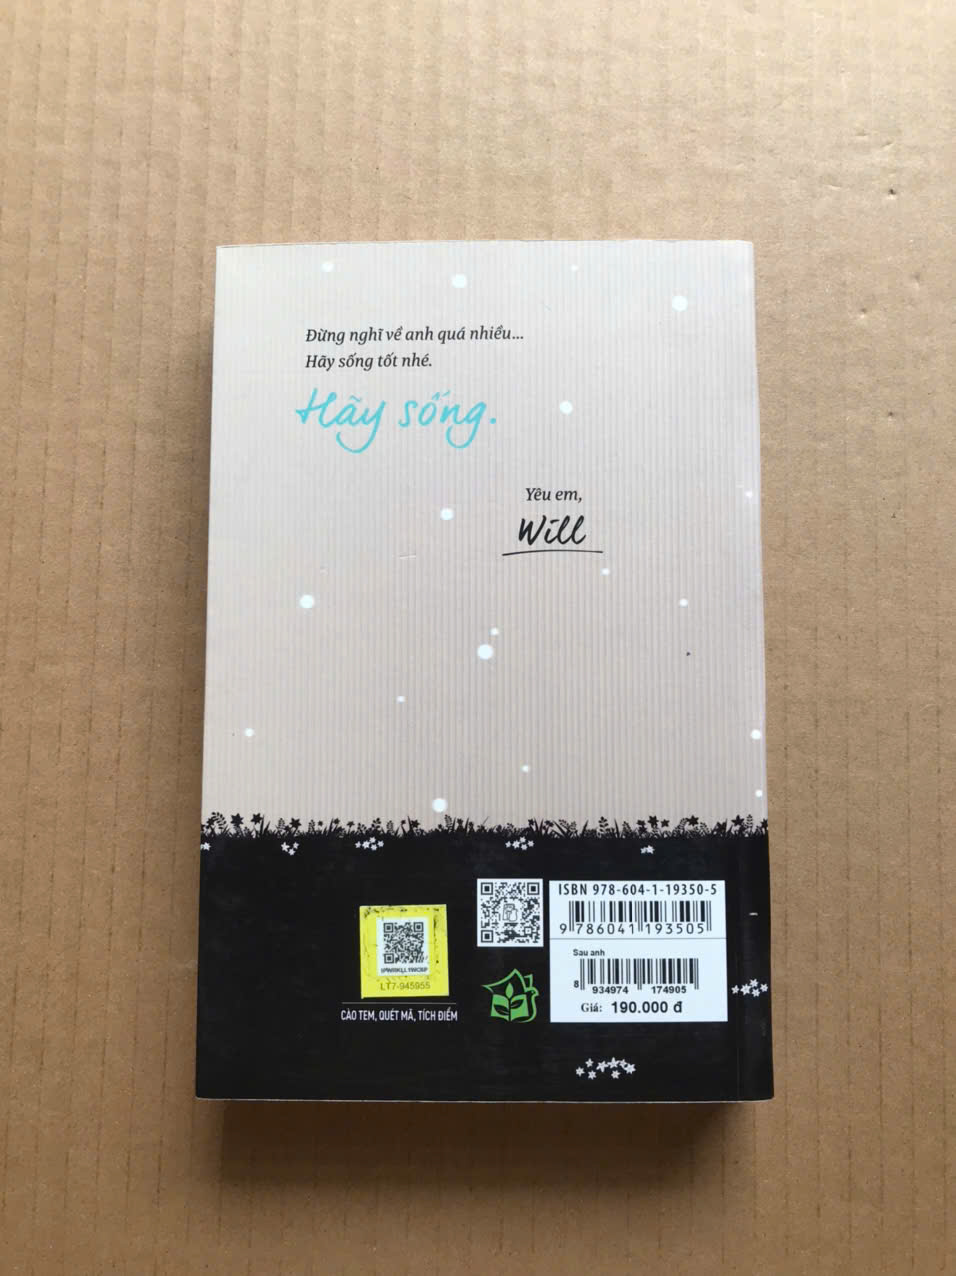 Đừng nghĩ về anh quá nhiều...
Hãy sống tốt nhé.
Hãy sống.
Yêu em,
Will
ISBN 978-604-1-19350-5
9 786041 193505
Sau anh
8 934974 174905
Giá: 190.000 đ
LT7-945955
CÀO TEM, QUÉT MÃ, TÍCH ĐIỂM